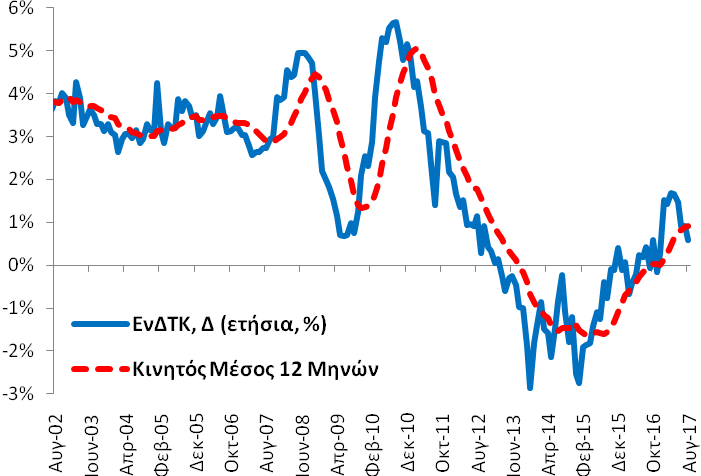 6%
5%
4%
3%
2%
1%
0%
-1%
-2%
-3%
ΕνΔΤΚ, Δ (ετήσια, %)
Κινητός Μέσος 12 Μηνών
Αυγ-02
Ιουν-03
Απρ-04
Φεβ-05
Δεκ-05
Οκτ-06
Αυγ-07
Ιουν-08
Απρ-09
Φεβ-10
Δεκ-10
Οκτ-11
Αυγ-12
Ιουν-13
Απρ-14
Φεβ-15
Δεκ-15
Οκτ-16
Αυγ-17